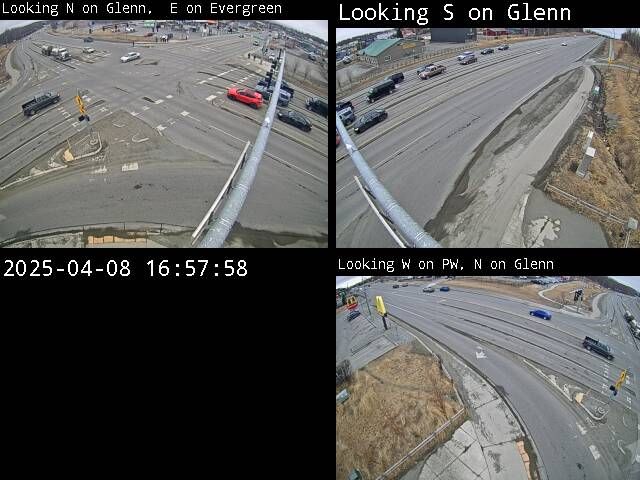 Looking N on Glenn,  E on Evergreen
Looking S on Glenn
2025-04-08 16:57:58
Looking W on PW, N on Glenn